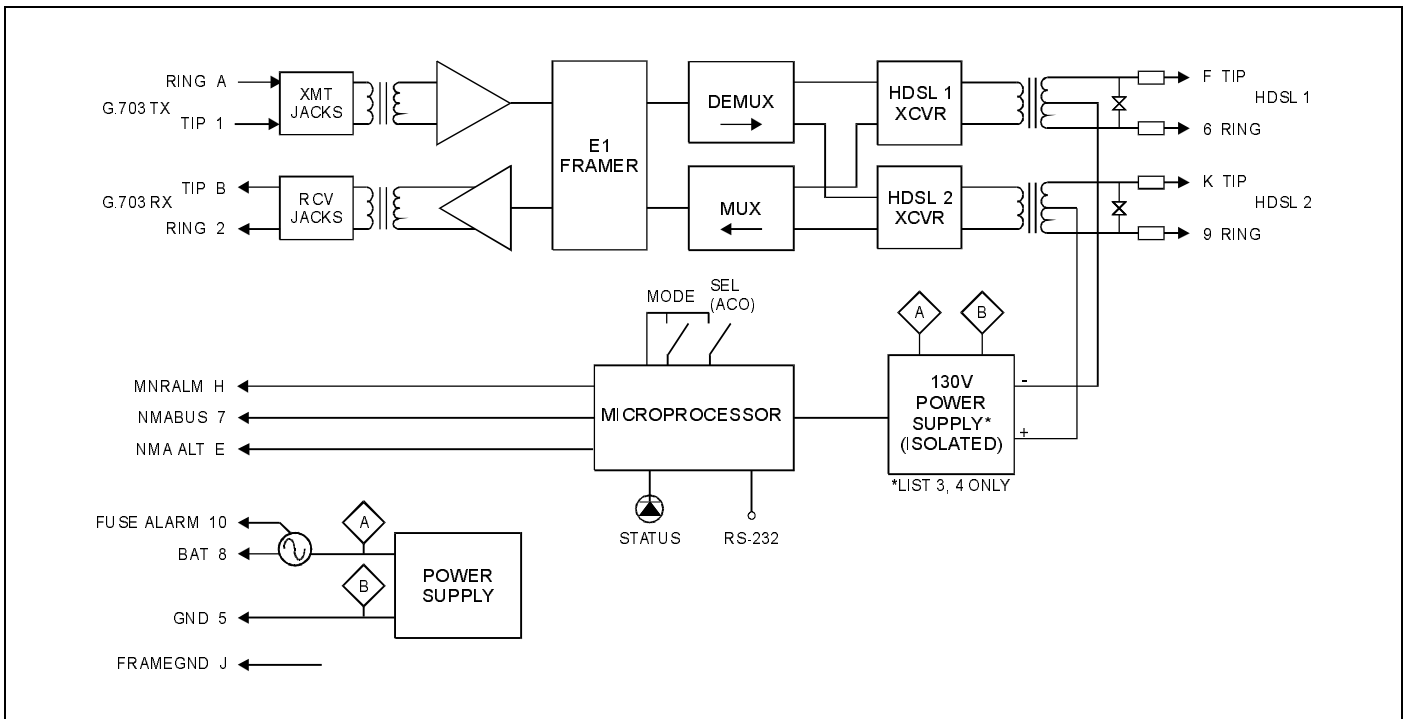 RING A
G.703 TX
TIP 1
XMT
JACKS
TIP B
G.703 RX
RING 2
RCV
JACKS
E1
FRAMER
DEMUX
MUX
HDSL 1
XCVR
HDSL 2
XCVR
F TIP
HDSL 1
6 RING
K TIP
HDSL 2
9 RING
MODE
SEL
(ACO)
A
B
MNRALM H
NMABUS 7
NMA ALT E
MICROPROCESSOR
130V
POWER
SUPPLY*
(ISOLATED)
-
+
*LIST 3, 4 ONLY
STATUS
RS-232
FUSE ALARM 10
BAT 8
A
B
GND 5
POWER
SUPPLY
FRAMEGND J